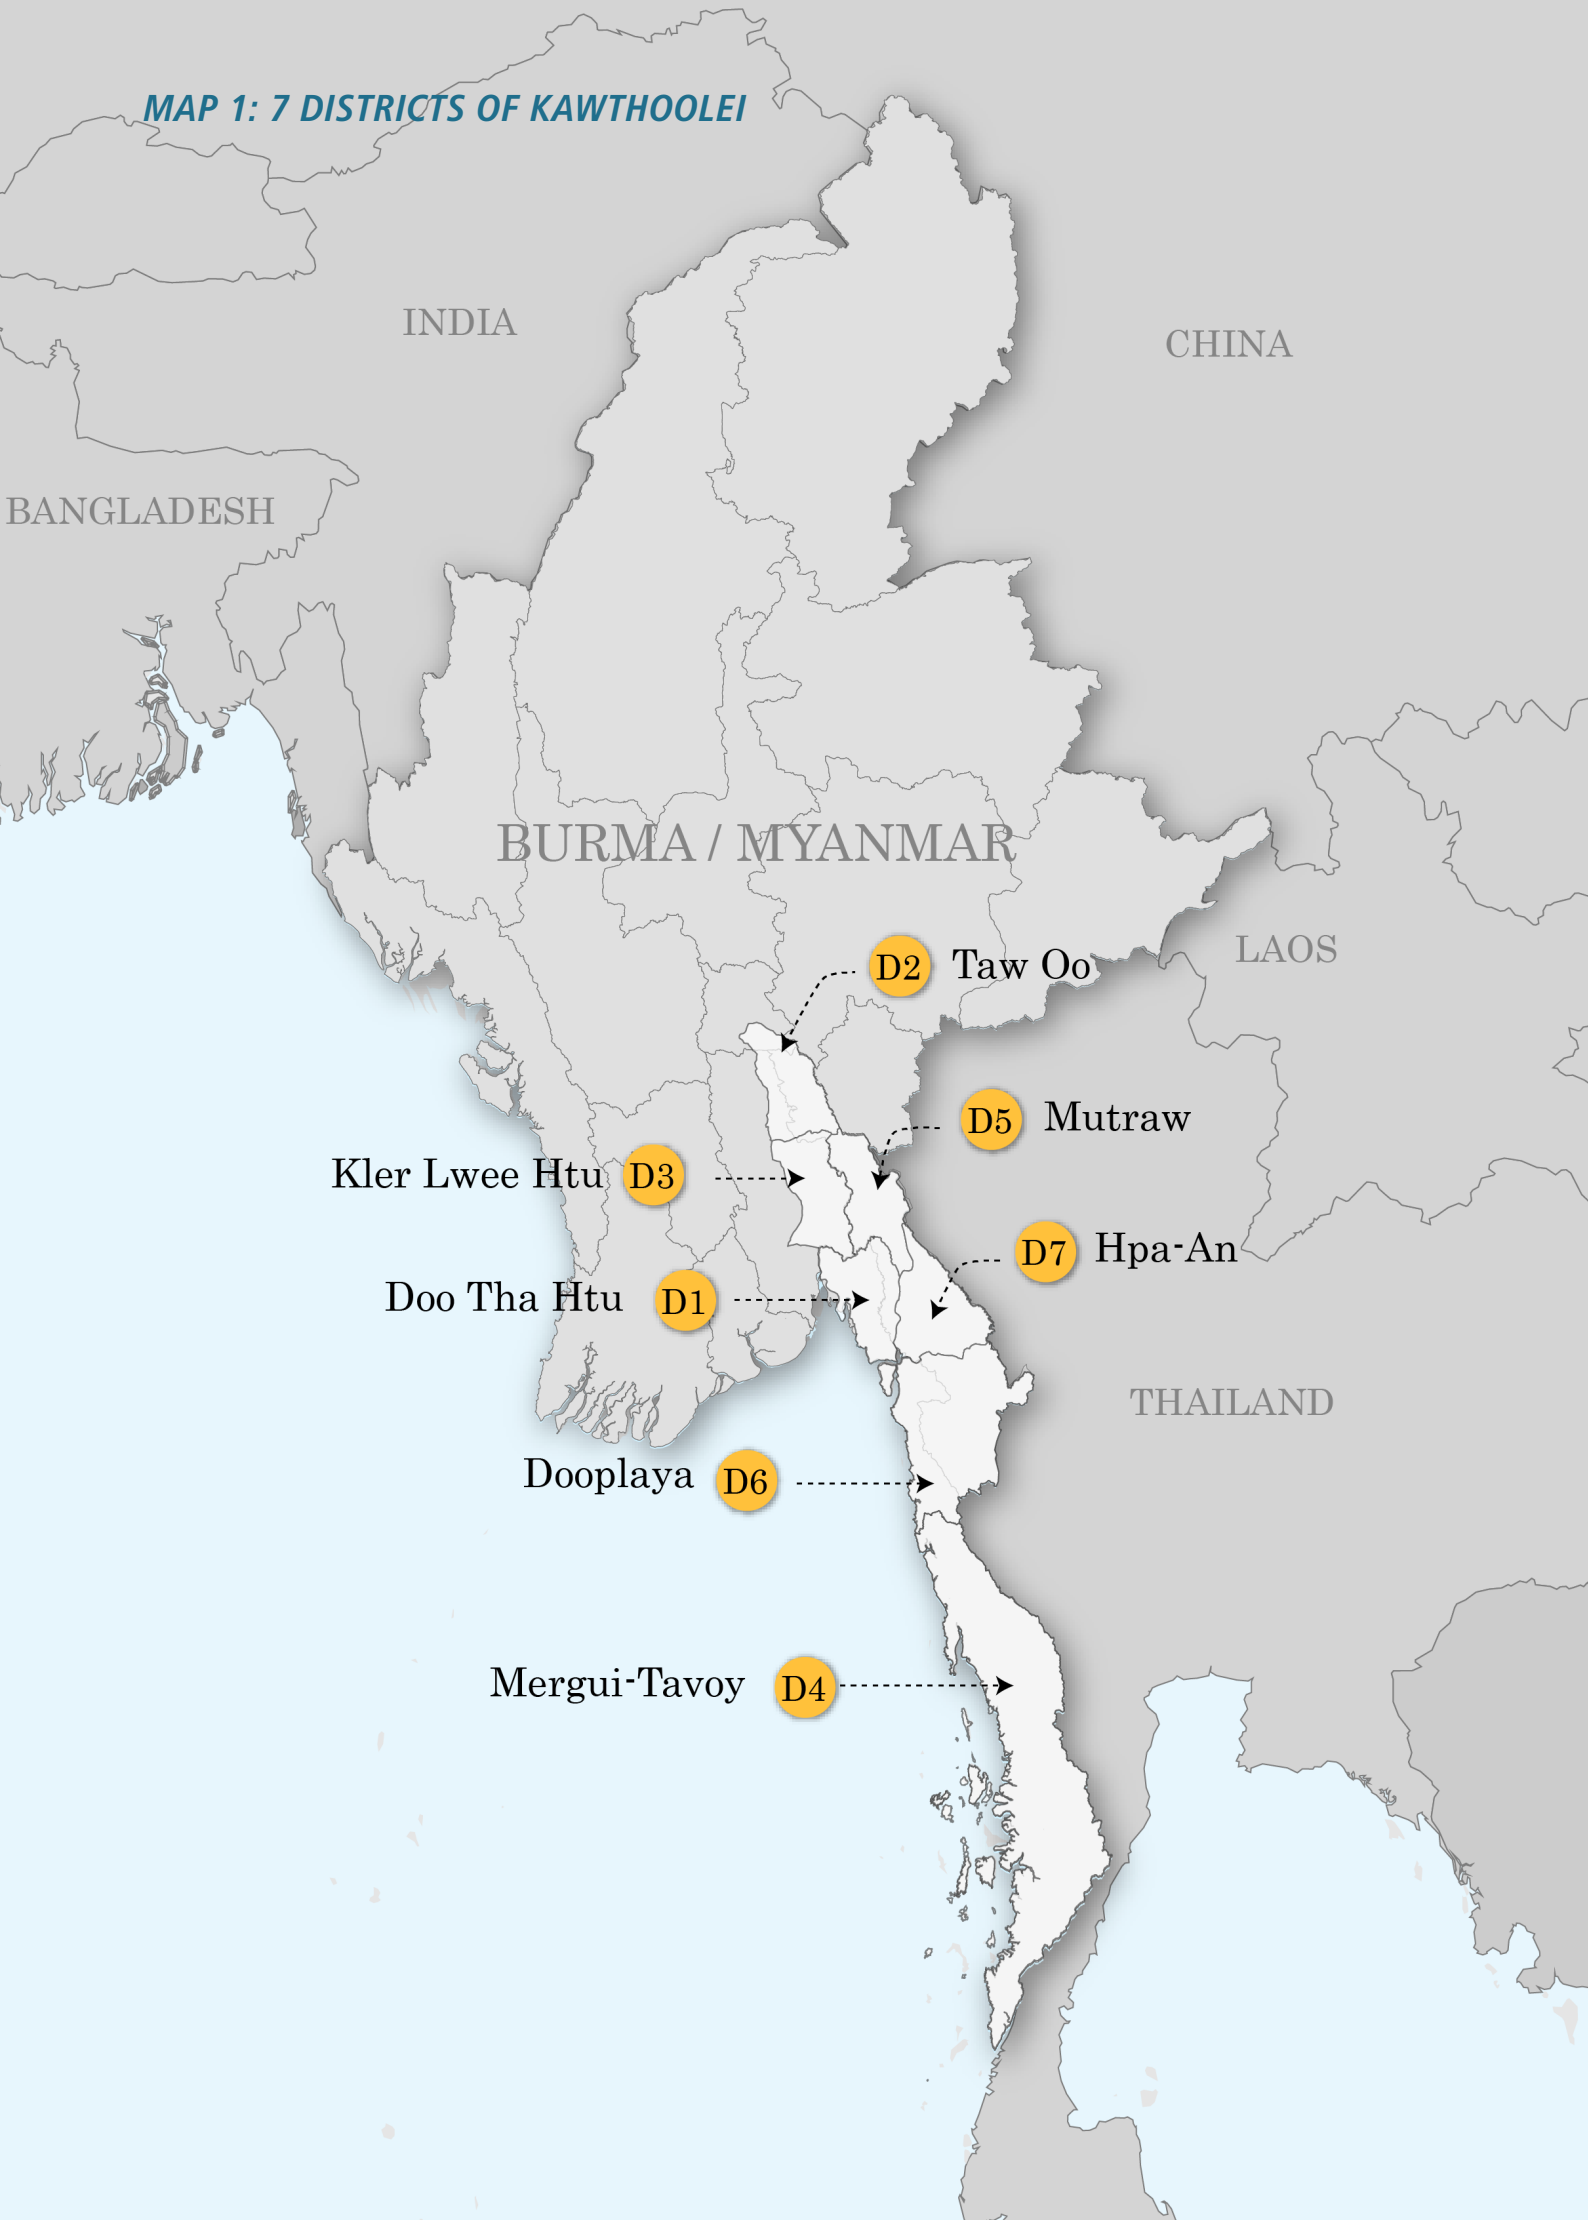 MAP 1: 7 DISTRICTS OF KAWTHOOLEI
INDIA
CHINA
BANGLADESH
BURMA / MYANMAR
LAOS
D2 Taw Oo
D5 Mutraw
Kler Lwee Htu D3
D7 Hpa-An
Doo Tha Htu D1
THAILAND
Dooplaya D6
Mergui-Tavoy D4